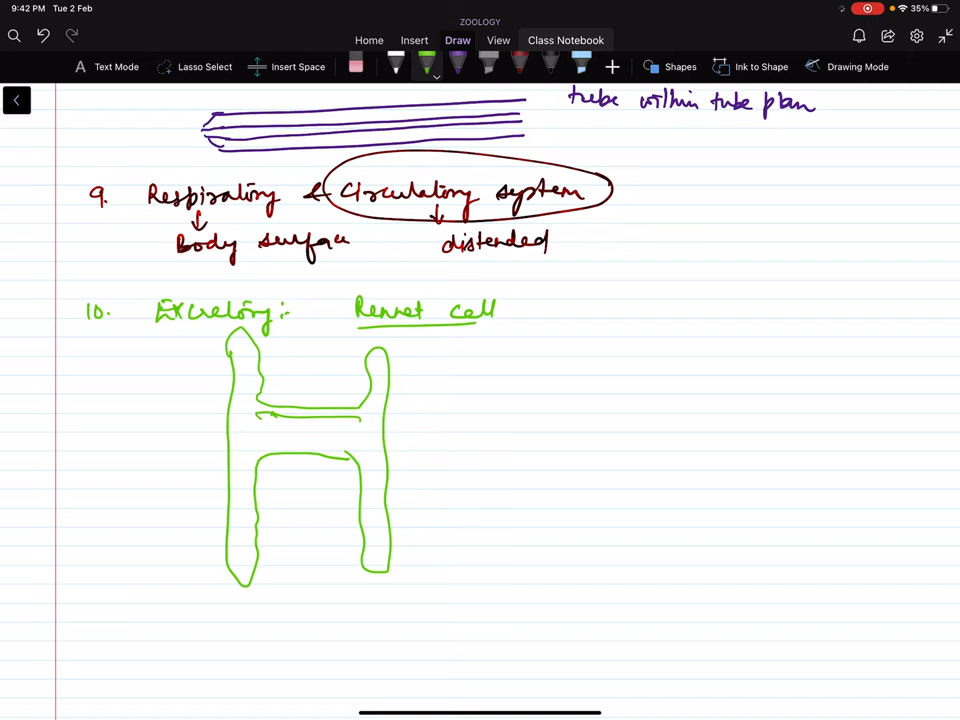 9:42 PM Tue 2 Feb
35%
ZOOLOGY
Home Insert Draw View Class Notebook
Text Mode Lasso Select Insert Space Shapes Ink to Shape Drawing Mode
tube within tube plan
9. Respiratory & Circulatory system
Body surface distended
10. Excretory:- Rennet cell